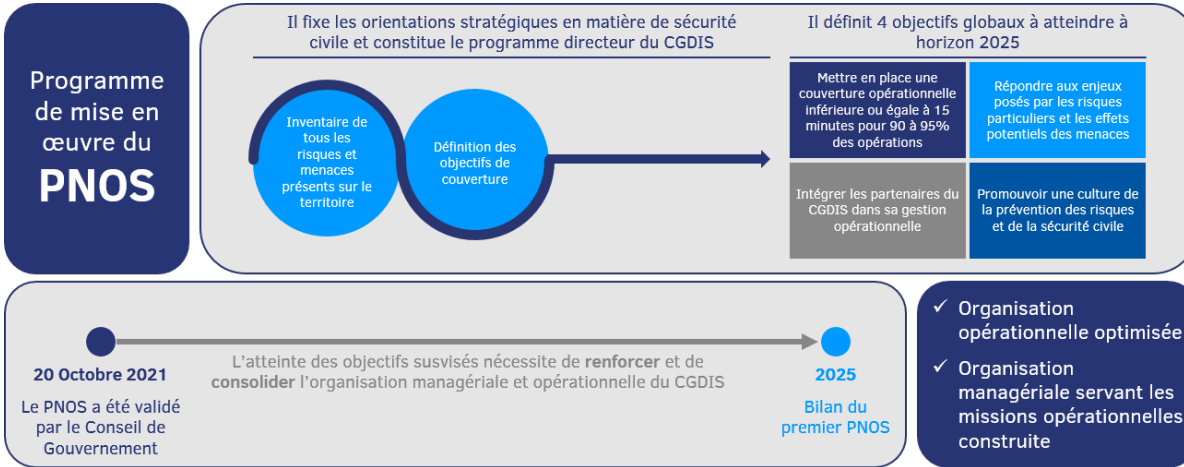 Programme
de mise en
œuvre du
PNOS
Il fixe les orientations stratégiques en matière de sécurité
civile et constitue le programme directeur du CGDIS
Inventaire de
tous les
risques et
menaces
présents sur le
territoire
Définition des
objectifs de
couverture
Il définit 4 objectifs globaux à atteindre à
horizon 2025
Mettre en place une
couverture opérationnelle
inférieure ou égale à 15
minutes pour 90 à 95%
des opérations
Répondre aux enjeux
posés par les risques
particuliers et les effets
potentiels des menaces
Intégrer les partenaires du
CGDIS dans sa gestion
opérationnelle
Promouvoir une culture de
la prévention des risques
et de la sécurité civile
20 Octobre 2021
Le PNOS a été validé
par le Conseil de
Gouvernement
L'atteinte des objectifs susvisés nécessite de renforcer et de
consolider l'organisation managériale et opérationnelle du CGDIS
2025
Bilan du
premier PNOS
✓ Organisation
opérationnelle optimisée
✓ Organisation
managériale servant les
missions opérationnelles
construite